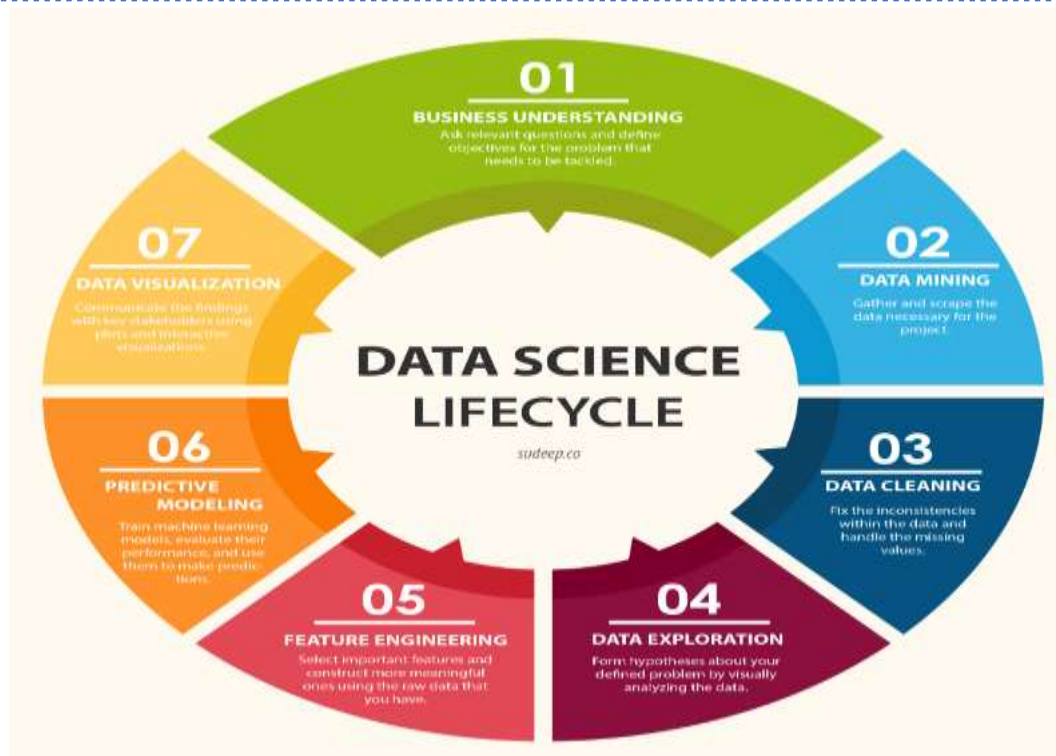 01
BUSINESS UNDERSTANDING
Ask relevant questions and define
objectives for the problem that
needs to be tackled.
02
DATA MINING
Gather and scrape the
data necessary for the
project.
03
DATA CLEANING
Fix the inconsistencies
within the data and
handle the missing
values.
04
DATA EXPLORATION
Form hypotheses about your
defined problem by visually
analyzing the data.
05
FEATURE ENGINEERING
Select important features and
construct more meaningful
ones using the raw data that
you have.
06
PREDICTIVE
MODELING
Train machine learning
models, evaluate their
performance, and use
them to make predic-
tions.
07
DATA VISUALIZATION
Communicate the findings
with key stakeholders using
plots and interactive
visualizations.
DATA SCIENCE
LIFECYCLE
sudeep.co